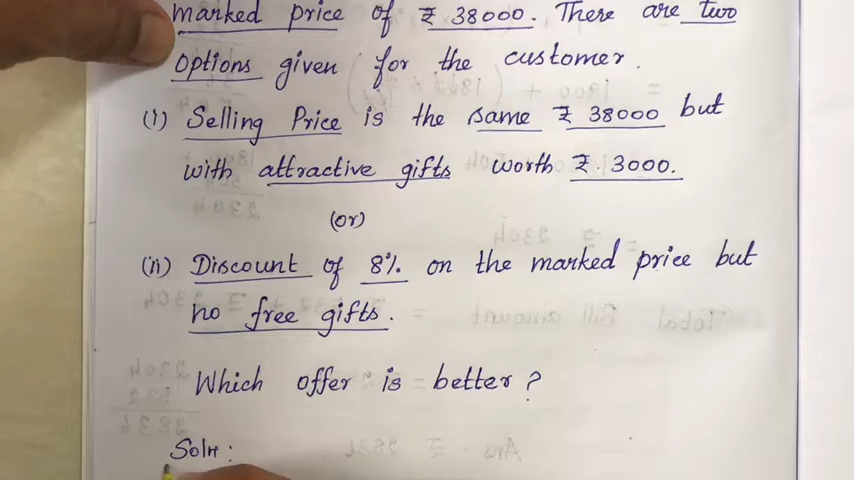 marked price of ₹ 38000. There are two
options given for the customer.
(i) Selling Price is the same ₹ 38000 but
with attractive gifts worth ₹. 3000.
(or)
(ii) Discount of 8% on the marked price but
no free gifts.
Which offer is better?
Soln: